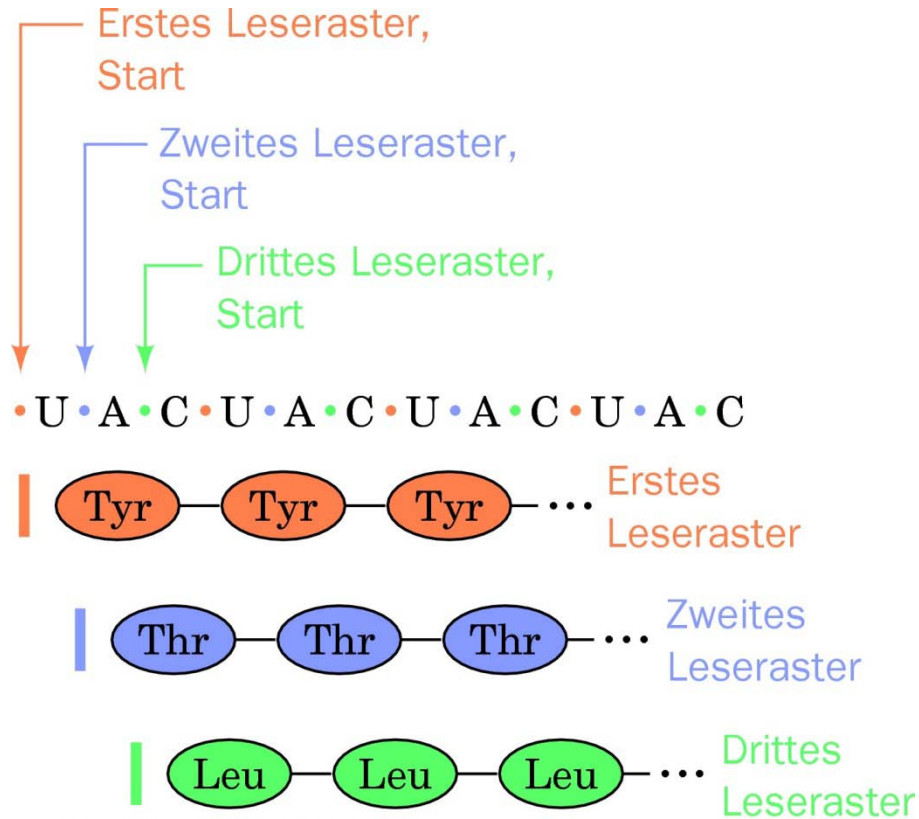 Erstes Leseraster,
Start
Zweites Leseraster,
Start
Drittes Leseraster,
Start
·U·A·C·U·A·C·U·A·C·U·A·C
Tyr Tyr Tyr ··· Erstes
Leseraster
Thr Thr Thr ··· Zweites
Leseraster
Leu Leu Leu ··· Drittes
Leseraster